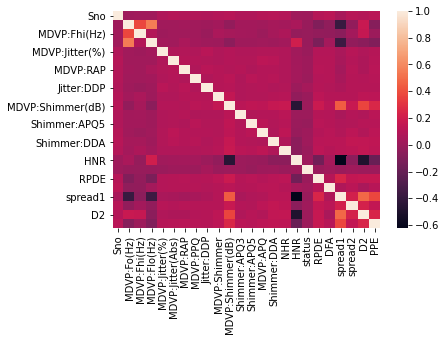 Sno
MDVP:Fhi(Hz)
MDVP:Jitter(%)
MDVP:RAP
Jitter:DDP
MDVP:Shimmer(dB)
Shimmer:APQ5
Shimmer:DDA
HNR
RPDE
spread1
D2
Sno
MDVP:Fo(Hz)
MDVP:Fhi(Hz)
MDVP:Flo(Hz)
MDVP:Jitter(%)
MDVP:Jitter(Abs)
MDVP:RAP
MDVP:PPQ
Jitter:DDP
MDVP:Shimmer
MDVP:Shimmer(dB)
Shimmer:APQ3
Shimmer:APQ5
MDVP:APQ
Shimmer:DDA
NHR
HNR
status
RPDE
DFA
spread1
spread2
D2
PPE
1.0
0.8
0.6
0.4
0.2
0.0
−0.2
−0.4
−0.6